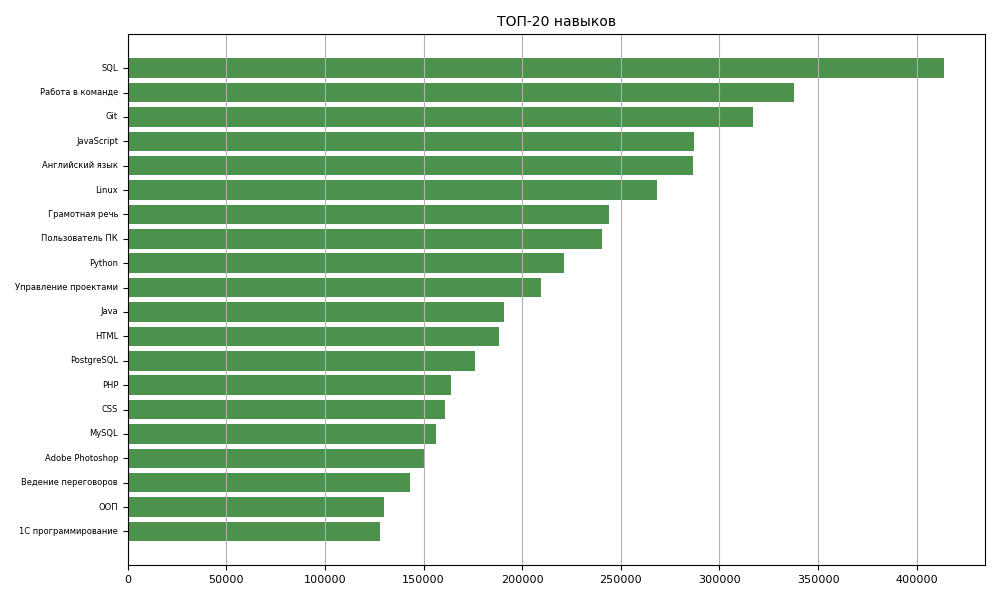 ТОП-20 навыков
SQL
Работа в команде
Git
JavaScript
Английский язык
Linux
Грамотная речь
Пользователь ПК
Python
Управление проектами
Java
HTML
PostgreSQL
PHP
CSS
MySQL
Adobe Photoshop
Ведение переговоров
ООП
1С программирование
0 50000 100000 150000 200000 250000 300000 350000 400000